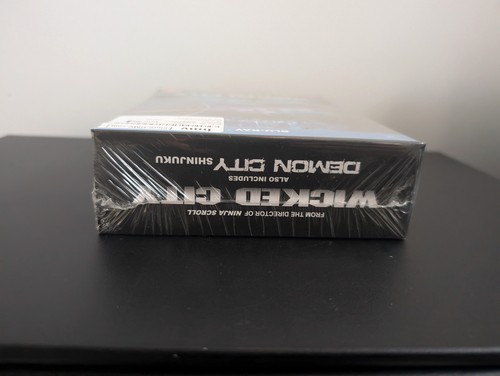 FROM THE DIRECTOR OF NINJA SCROLL
WICKED CITY
ALSO INCLUDES
DEMON CITY
SHINJUKU